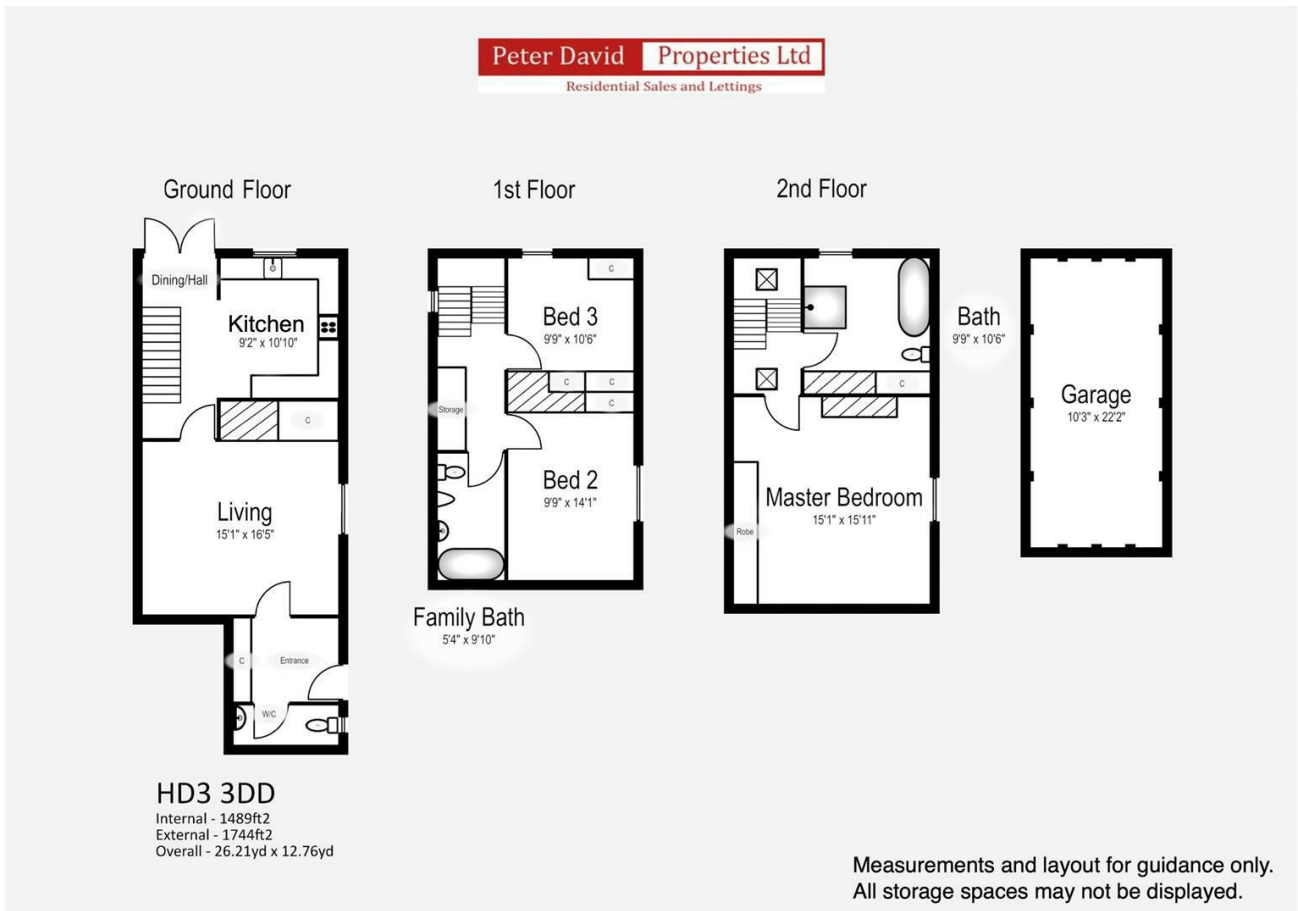 Peter David Properties Ltd
Residential Sales and Lettings
Ground Floor
1st Floor
2nd Floor
Dining/Hall
Kitchen
9'2" x 10'10"
C
Living
15'1" x 16'5"
C
Entrance
W/C
C
Bed 3
9'9" x 10'6"
C
C
C
Storage
Bed 2
9'9" x 14'1"
Family Bath
5'4" x 9'10"
Bath
9'9" x 10'6"
C
Master Bedroom
15'1" x 15'11"
Robe
Garage
10'3" x 22'2"
HD3 3DD
Internal - 1489ft2
External - 1744ft2
Overall - 26.21yd x 12.76yd
Measurements and layout for guidance only.
All storage spaces may not be displayed.